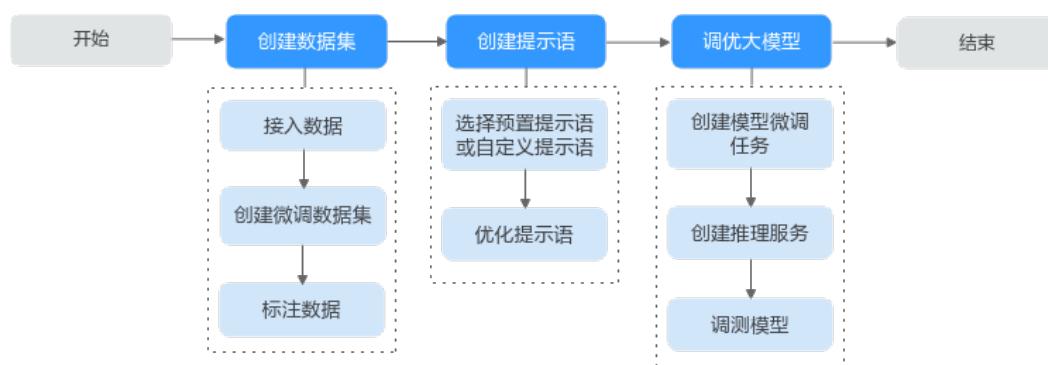 开始
创建数据集
创建提示语
调优大模型
结束
接入数据
创建微调数据集
标注数据
选择预置提示语
或自定义提示语
优化提示语
创建模型微调
任务
创建推理服务
调测模型